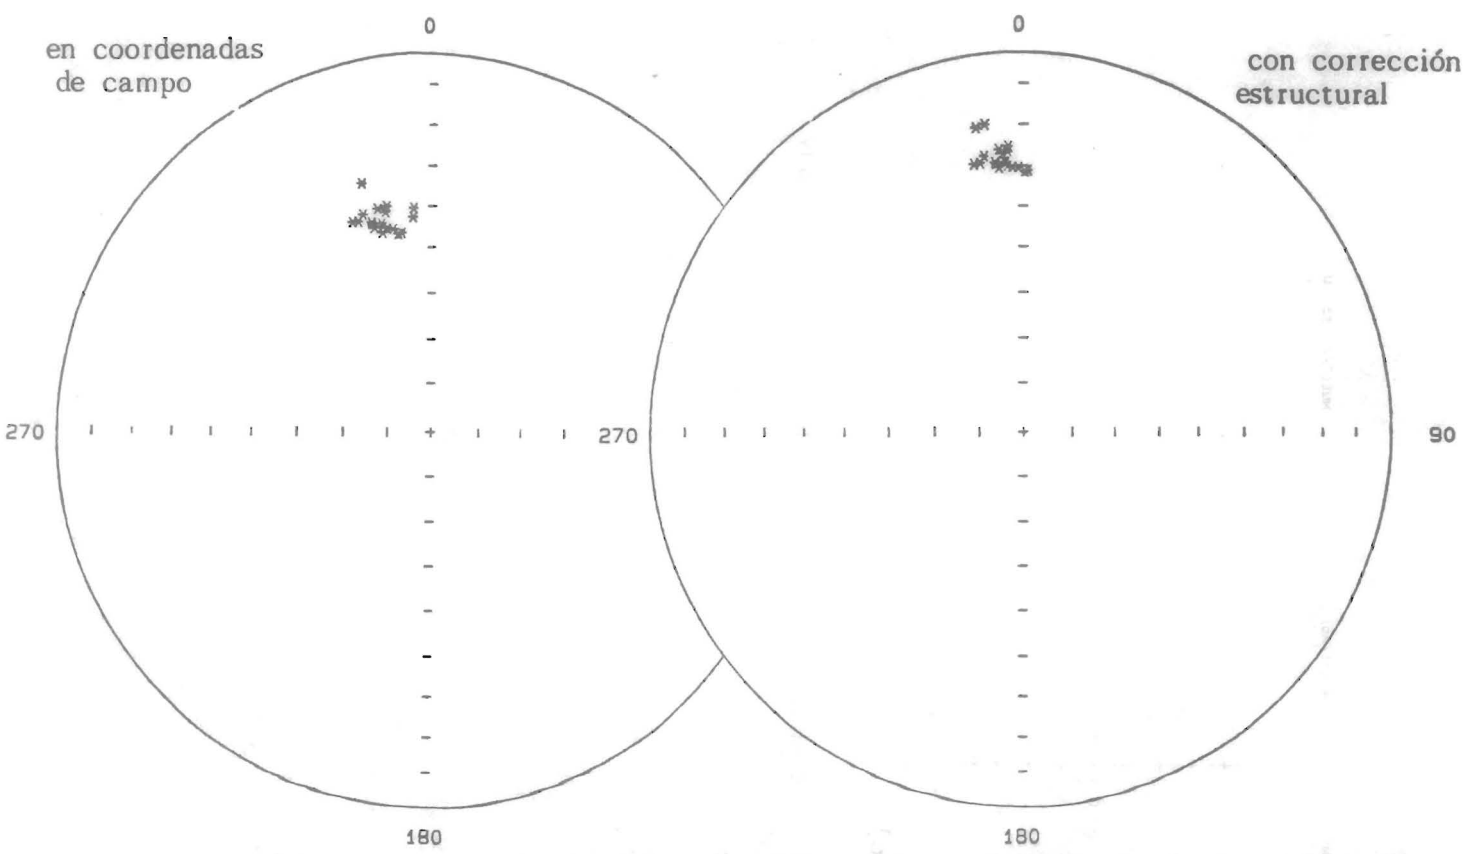 en coordenadas
de campo
0
270
180
con corrección
estructural
0
270
90
180